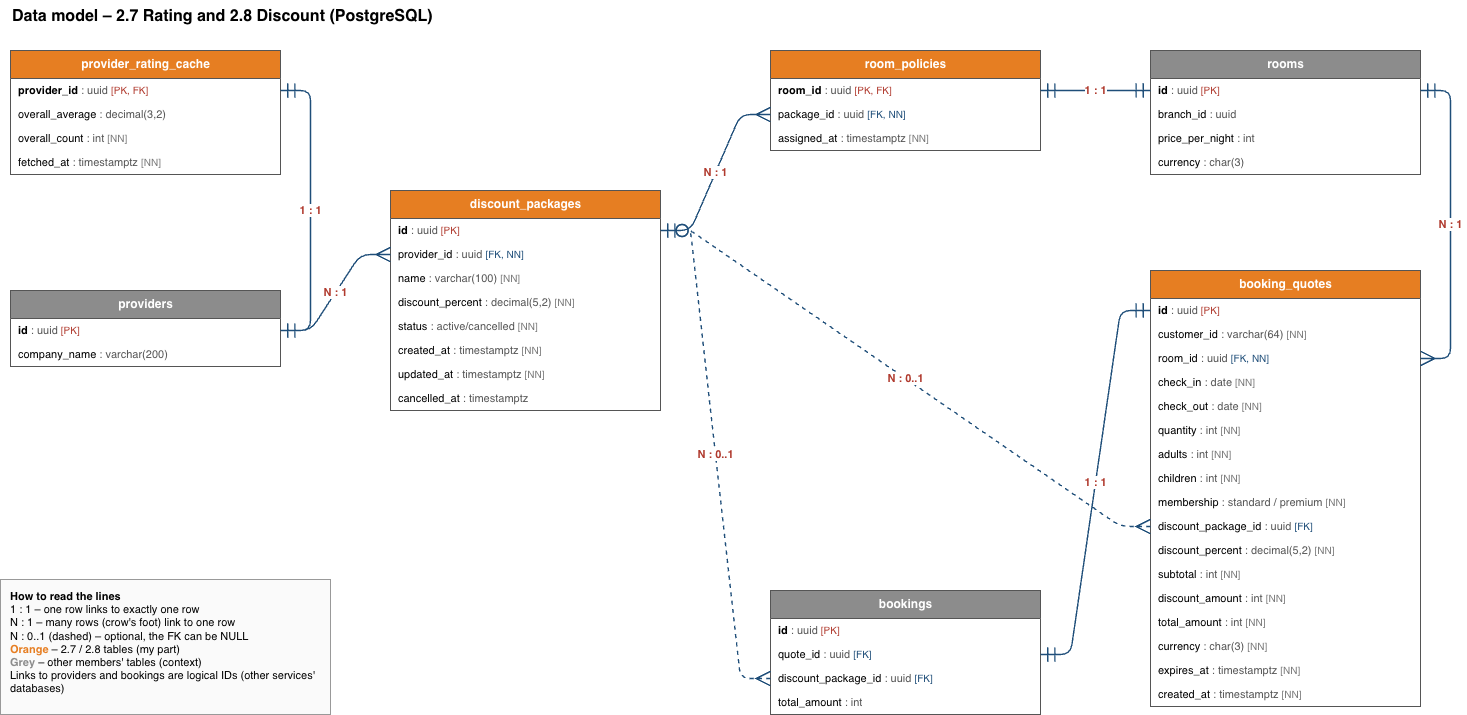 Data model – 2.7 Rating and 2.8 Discount (PostgreSQL)
provider_rating_cache
provider_id : uuid [PK, FK]
overall_average : decimal(3,2)
overall_count : int [NN]
fetched_at : timestamptz [NN]
1 : 1
providers
id : uuid [PK]
company_name : varchar(200)
N : 1
discount_packages
id : uuid [PK]
provider_id : uuid [FK, NN]
name : varchar(100) [NN]
discount_percent : decimal(5,2) [NN]
status : active/cancelled [NN]
created_at : timestamptz [NN]
updated_at : timestamptz [NN]
cancelled_at : timestamptz
N : 1
room_policies
room_id : uuid [PK, FK]
package_id : uuid [FK, NN]
assigned_at : timestamptz [NN]
1 : 1
rooms
id : uuid [PK]
branch_id : uuid
price_per_night : int
currency : char(3)
N : 1
N : 0..1
N : 0..1
1 : 1
booking_quotes
id : uuid [PK]
customer_id : varchar(64) [NN]
room_id : uuid [FK, NN]
check_in : date [NN]
check_out : date [NN]
quantity : int [NN]
adults : int [NN]
children : int [NN]
membership : standard / premium [NN]
discount_package_id : uuid [FK]
discount_percent : decimal(5,2) [NN]
subtotal : int [NN]
discount_amount : int [NN]
total_amount : int [NN]
currency : char(3) [NN]
expires_at : timestamptz [NN]
created_at : timestamptz [NN]
bookings
id : uuid [PK]
quote_id : uuid [FK]
discount_package_id : uuid [FK]
total_amount : int
How to read the lines
1 : 1 – one row links to exactly one row
N : 1 – many rows (crow's foot) link to one row
N : 0..1 (dashed) – optional, the FK can be NULL
Orange – 2.7 / 2.8 tables (my part)
Grey – other members' tables (context)
Links to providers and bookings are logical IDs (other services'
databases)